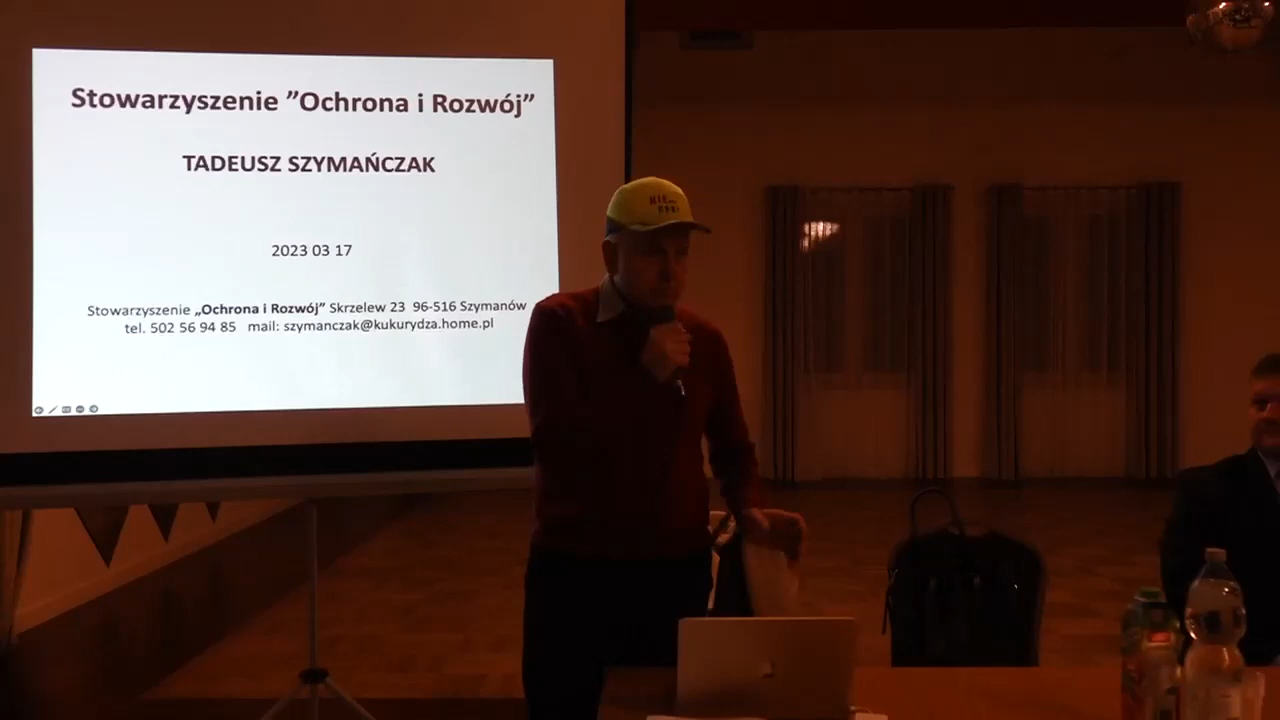 Stowarzyszenie ”Ochrona i Rozwój”
TADEUSZ SZYMAŃCZAK
2023 03 17
Stowarzyszenie „Ochrona i Rozwój” Skrzelew 23 96-516 Szymanów
tel. 502 56 94 85 mail: szymanczak@kukurydza.home.pl